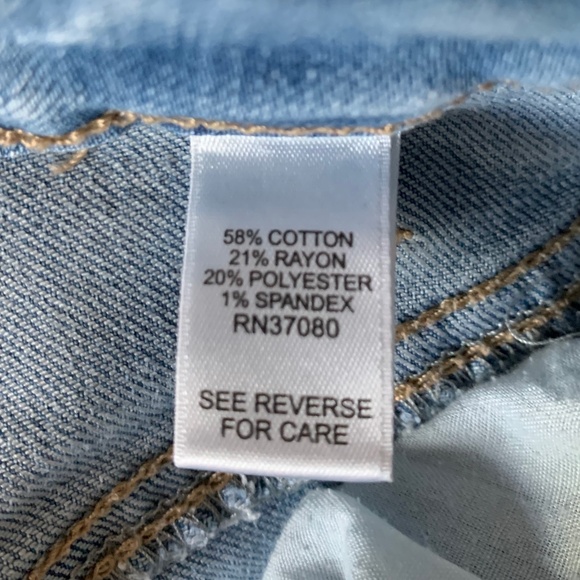 58% COTTON
21% RAYON
20% POLYESTER
1% SPANDEX
RN37080
SEE REVERSE
FOR CARE